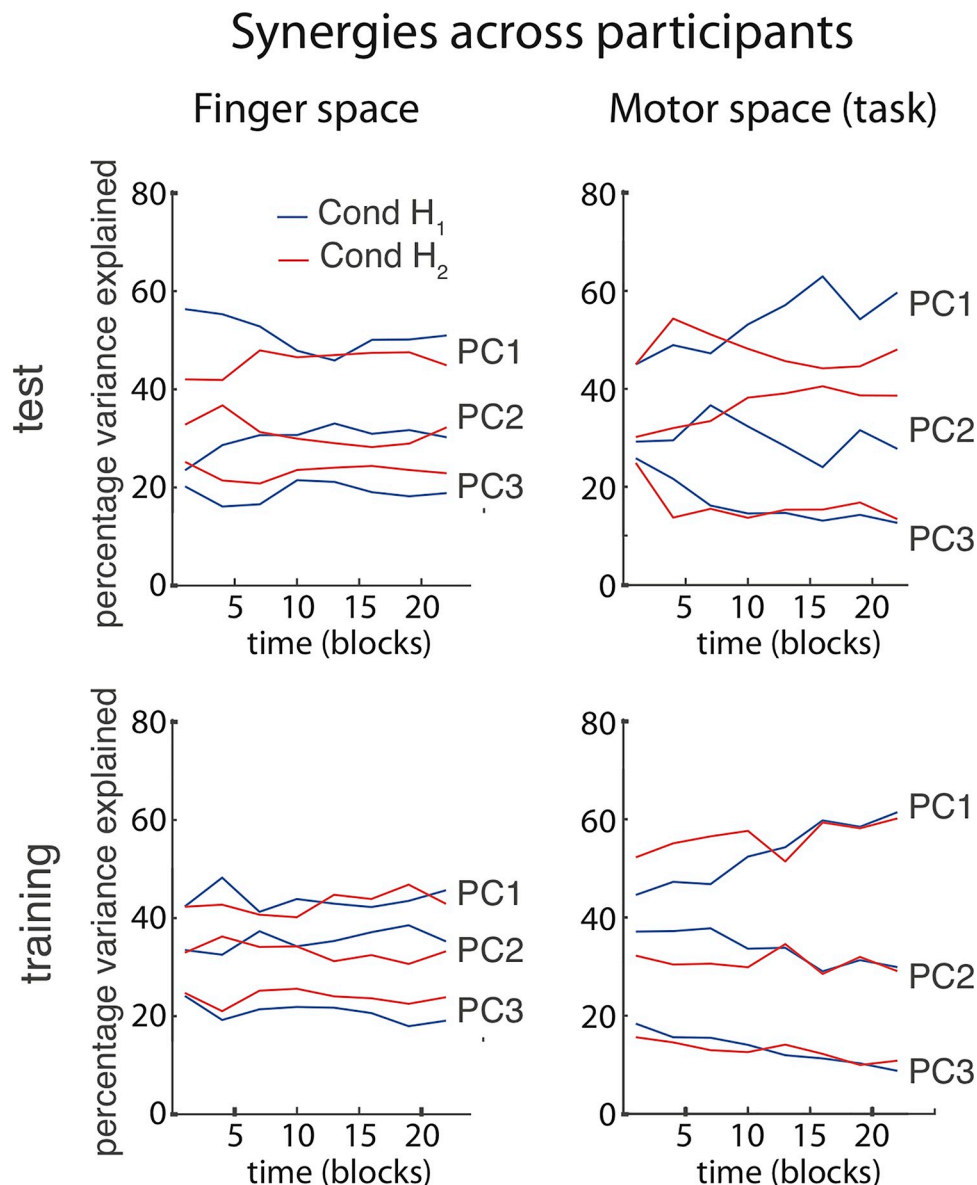 Synergies across participants
Finger space
Motor space (task)
test
percentage variance explained
80
60
40
20
0
Cond H1
Cond H2
PC1
PC2
PC3
5 10 15 20
time (blocks)
80
60
40
20
0
PC1
PC2
PC3
5 10 15 20
time (blocks)
training
percentage variance explained
80
60
40
20
0
PC1
PC2
PC3
5 10 15 20
time (blocks)
80
60
40
20
0
PC1
PC2
PC3
5 10 15 20
time (blocks)